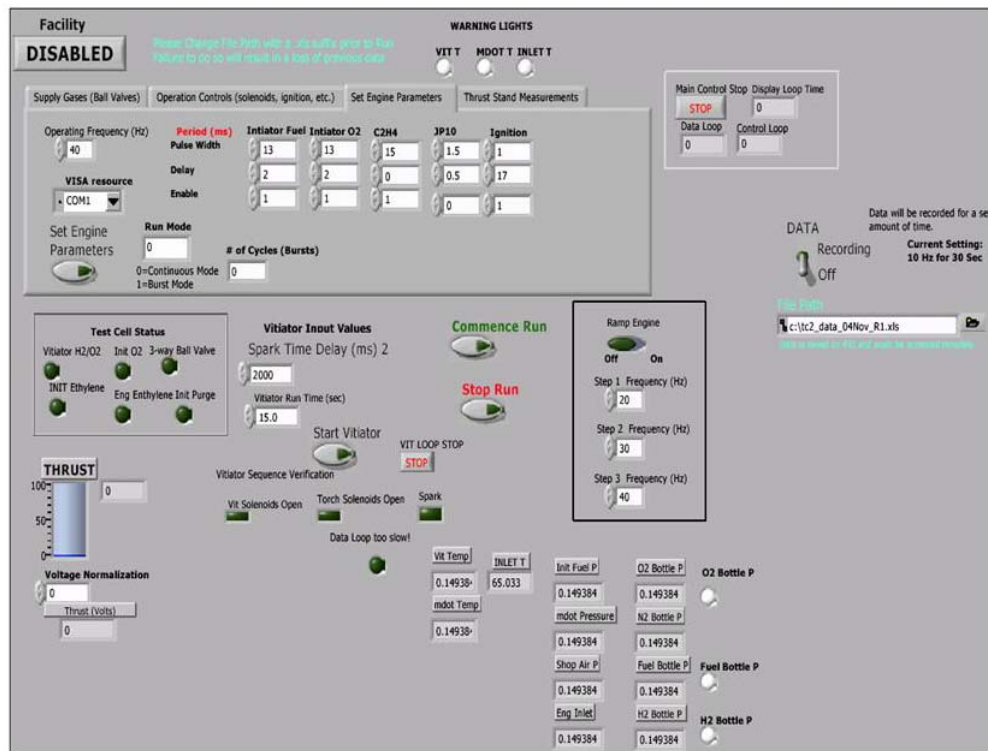 Facility
DISABLED
Please Change File Path with a .xls suffix prior to Run
Failure to do so will result in a loss of previous data
WARNING LIGHTS
VIT T MDOT T INLET T
Supply Gases (Ball Valves) Operation Controls (solenoids, ignition, etc.) Set Engine Parameters Thrust Stand Measurements
Main Control Stop Display Loop Time
STOP 0
Data Loop Control Loop
0 0
Operating Frequency (Hz) Period (ms) Intiator Fuel Intiator O2 C2H4 JP10 Ignition
40 Pulse Width 13 13 15 1.5 1
Delay 2 2 0 0.5 17
VISA resource Enable 1 1 1 0 1
COM1
Set Engine Parameters
Run Mode
0
# of Cycles (Bursts)
0=Continuous Mode 0
1=Burst Mode
Data will be recorded for a se
amount of time.
DATA
Recording
Off
Current Setting:
10 Hz for 30 Sec
File Path
c:\tc2_data_04Nov_R1.xls
Test Cell Status
Vitiator H2/O2 Init O2 3-way Ball Valve
INIT Ethylene Eng Enthylene Init Purge
Vitiator Input Values
Spark Time Delay (ms) 2
2000
Vitiator Run Time (sec)
15.0
Start Vitiator
Commence Run
Stop Run
VIT LOOP STOP
STOP
Ramp Engine
Off On
Step 1 Frequency (Hz)
20
Step 2 Frequency (Hz)
30
Step 3 Frequency (Hz)
40
Vitiator Sequence Verification
Vit Solenoids Open Torch Solenoids Open Spark
Data Loop too slow!
THRUST
100 0
50
0
Voltage Normalization
0
Thrust (Volts)
0
Vit Temp INLET T
0.14938 65.033
mdot Temp
0.14938
Init Fuel P O2 Bottle P O2 Bottle P
0.149384 0.149384
mdot Pressure N2 Bottle P
0.149384 0.149384
Shop Air P Fuel Bottle P Fuel Bottle P
0.149384 0.149384
Eng Inlet H2 Bottle P H2 Bottle P
0.149384 0.149384